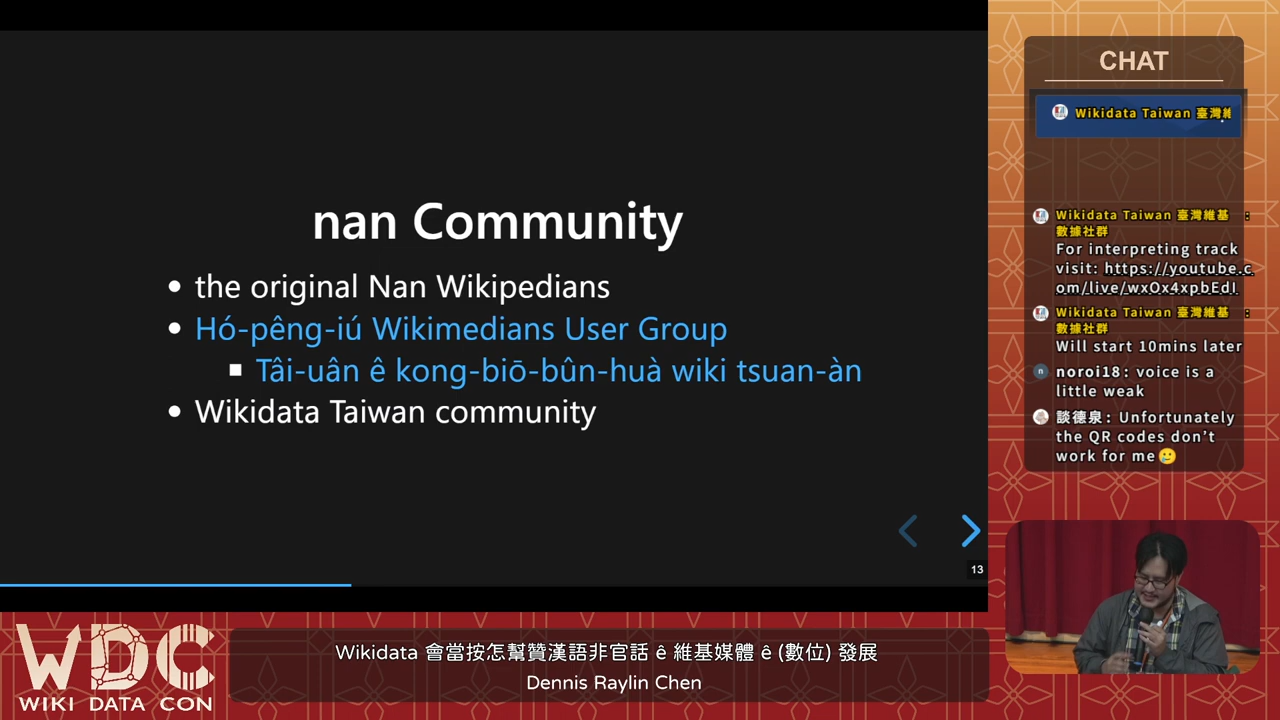 nan Community
the original Nan Wikipedians
Hó-pêng-iú Wikimedians User Group
Tâi-uân ê kong-biō-bûn-huà wiki tsuan-àn
Wikidata Taiwan community
13
CHAT
Wikidata Taiwan 臺灣維
Wikidata Taiwan 臺灣維基 :
數據社群
For interpreting track
visit: https://youtube.c
om/live/wxOx4xpbEdI
Wikidata Taiwan 臺灣維基 :
數據社群
Will start 10mins later
n noroi18: voice is a
little weak
談德泉: Unfortunately
the QR codes don't
work for me🥲
WDC
WIKI DATA CON
Wikidata 會當按怎幫贊漢語非官話 ê 維基媒體 ê (數位) 發展
Dennis Raylin Chen